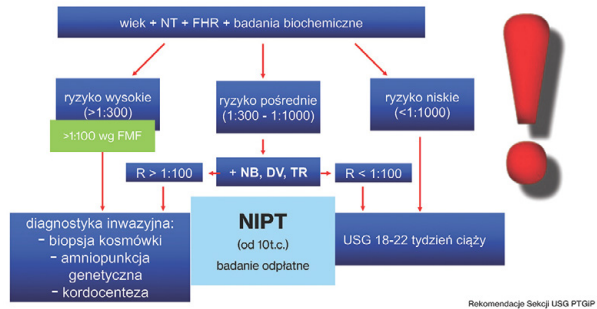 wiek + NT + FHR + badania biochemiczne
ryzyko wysokie
(>1:300)
>1:100 wg FMF
ryzyko pośrednie
(1:300 - 1:1000)
ryzyko niskie
(<1:1000)
R > 1:100
+ NB, DV, TR
R < 1:100
diagnostyka inwazyjna:
– biopsja kosmówki
– amniopunkcja
genetyczna
– kordocenteza
NIPT
(od 10t.c.)
badanie odpłatne
USG 18-22 tydzień ciąży
Rekomendacje Sekcji USG PTGiP